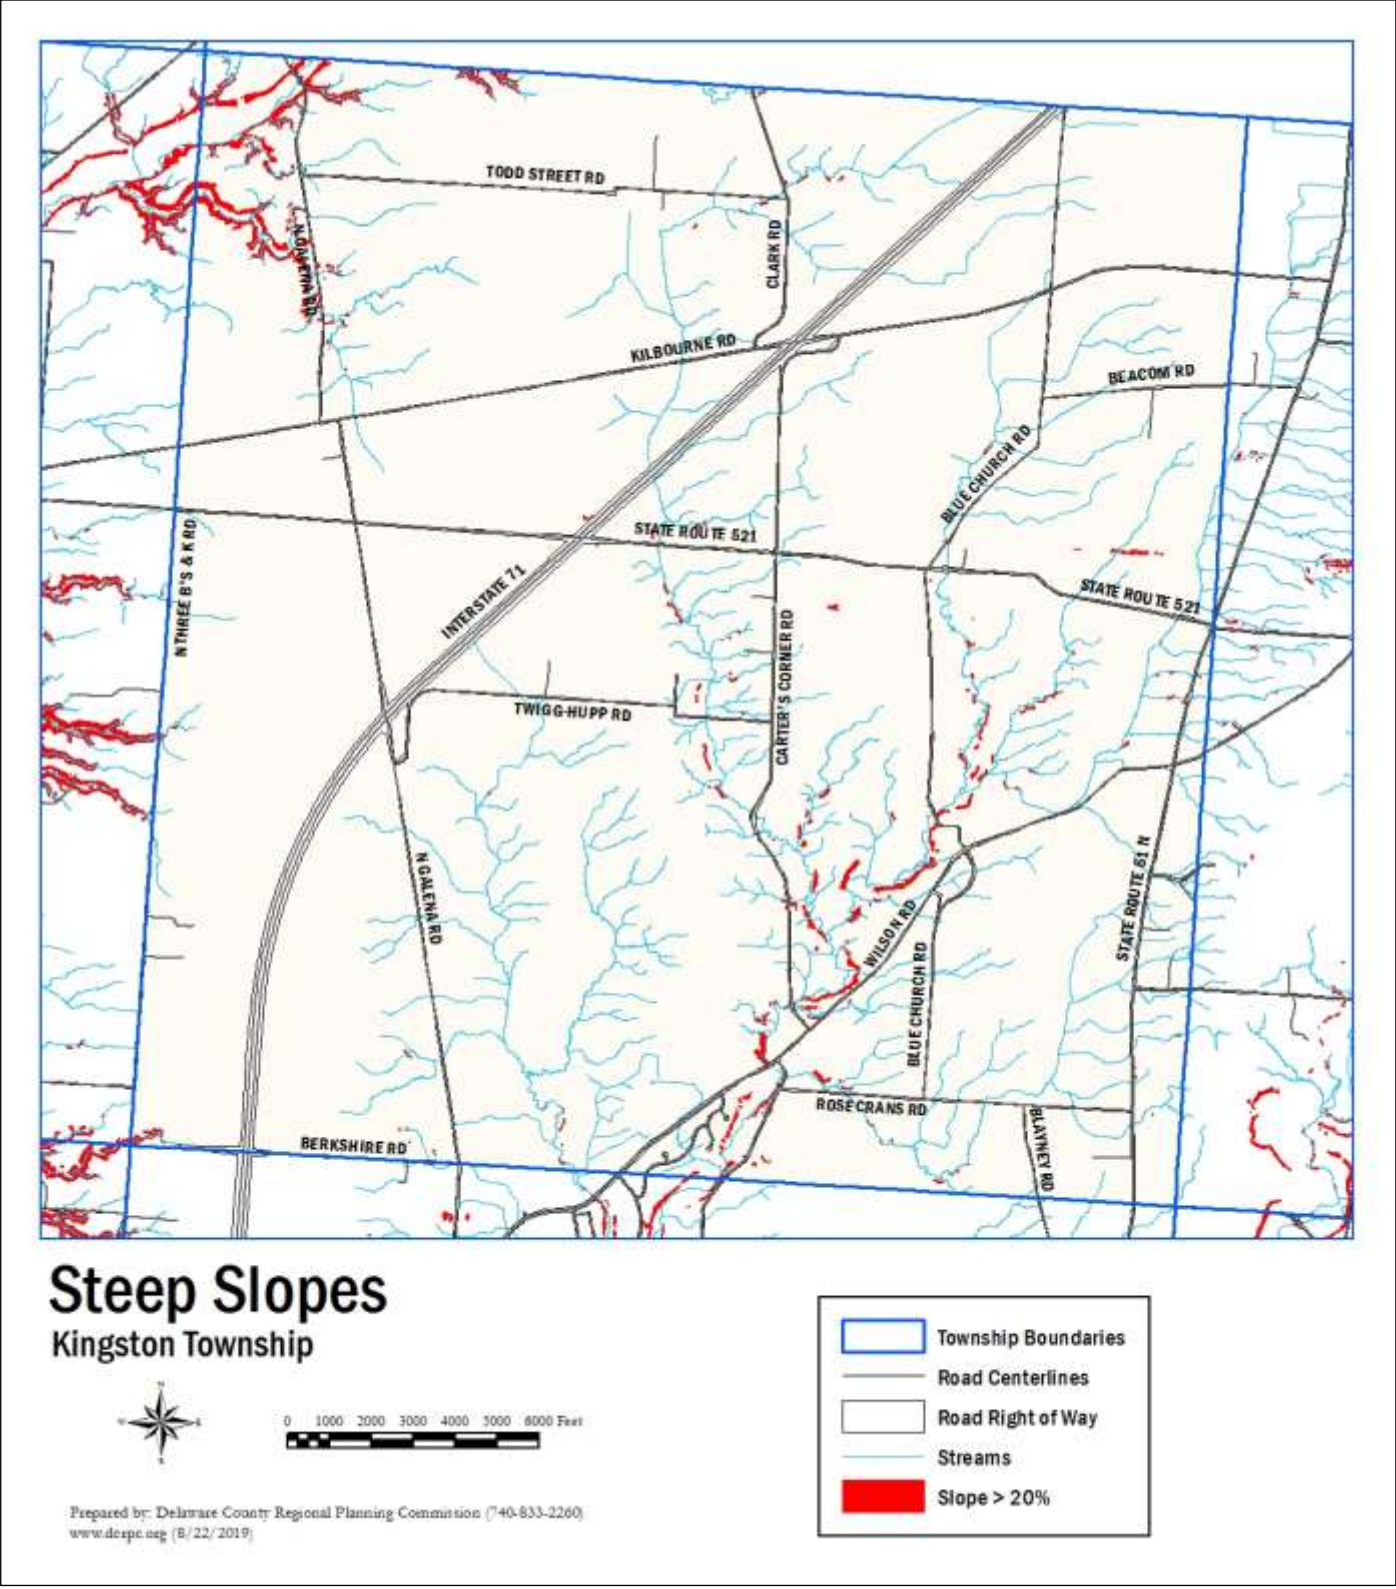 TODD STREET RD
N GALENA RD
CLARK RD
KILBOURNE RD
BEACOM RD
BLUE CHURCH RD
STATE ROUTE 521
N THREE B'S & K RD
INTERSTATE 71
STATE ROUTE 521
CARTER'S CORNER RD
TWIGG-HUPP RD
N GALENA RD
STATE ROUTE 61 N
WILSON RD
BLUE CHURCH RD
ROSECRANS RD
BLAYNEY RD
BERKSHIRE RD
Steep Slopes
Kingston Township
N
W
E
S
0 1000 2000 3000 4000 5000 6000 Feet
Prepared by: Delaware County Regional Planning Commission (740-833-2260)
www.dcrpc.org (8/22/2019)
Township Boundaries
Road Centerlines
Road Right of Way
Streams
Slope > 20%